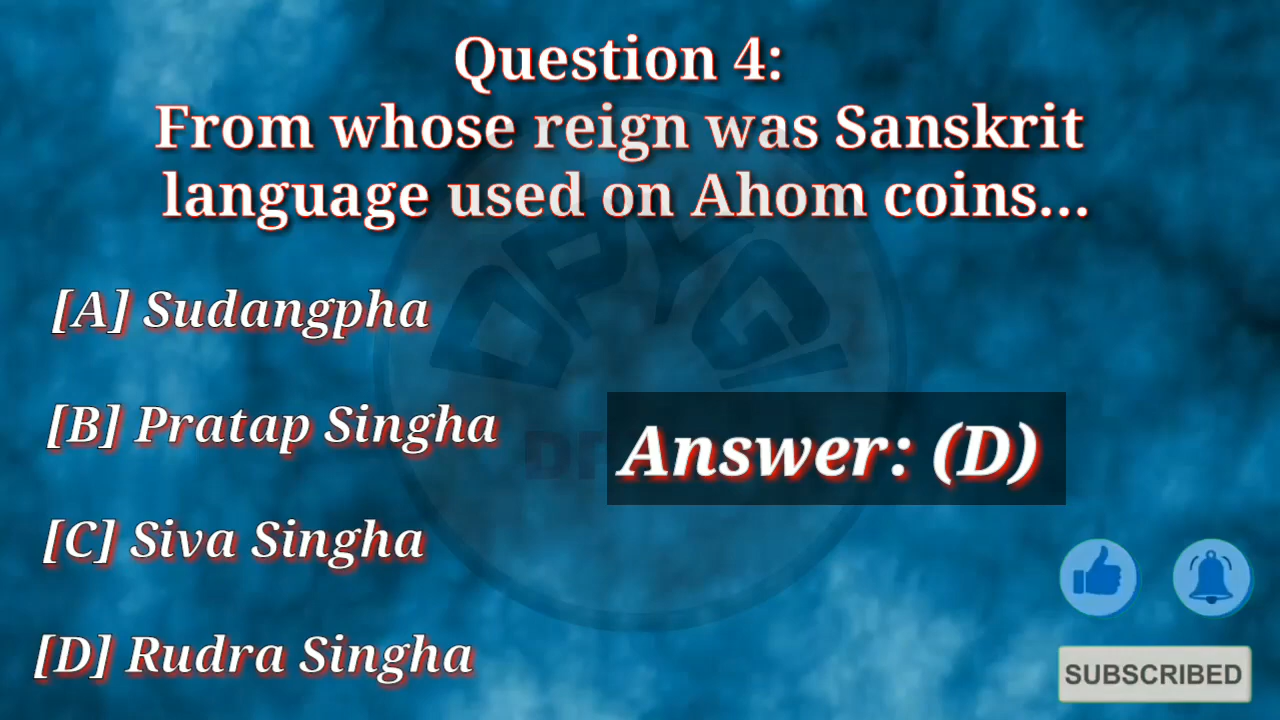 Question 4:
From whose reign was Sanskrit
language used on Ahom coins...
[A] Sudangpha
[B] Pratap Singha
[C] Siva Singha
[D] Rudra Singha
Answer: (D)
DPYGI
SUBSCRIBED